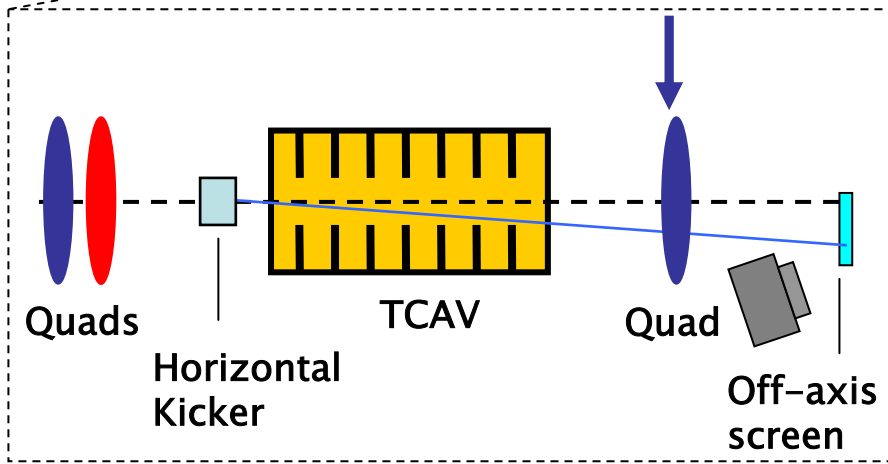 Quads
TCAV
Quad
Horizontal
Kicker
Off-axis
screen